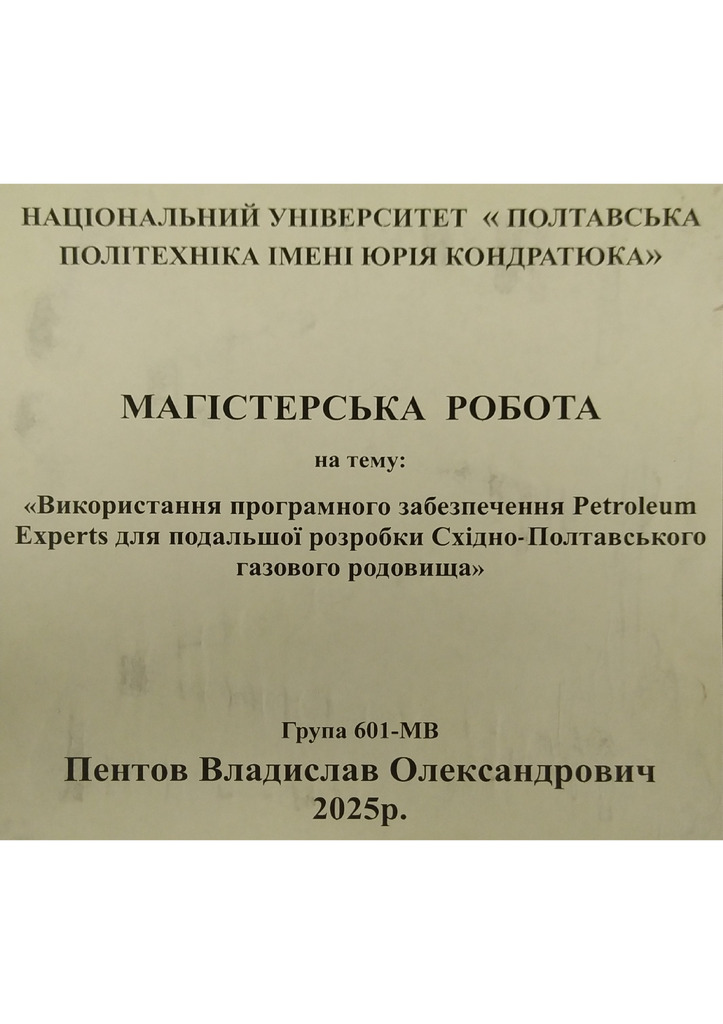 НАЦІОНАЛЬНИЙ УНІВЕРСИТЕТ « ПОЛТАВСЬКА
ПОЛІТЕХНІКА ІМЕНІ ЮРІЯ КОНДРАТЮКА»
МАГІСТЕРСЬКА РОБОТА
на тему:
«Використання програмного забезпечення Petroleum
Experts для подальшої розробки Східно-Полтавського
газового родовища»
Група 601-МВ
Пентов Владислав Олександрович
2025р.